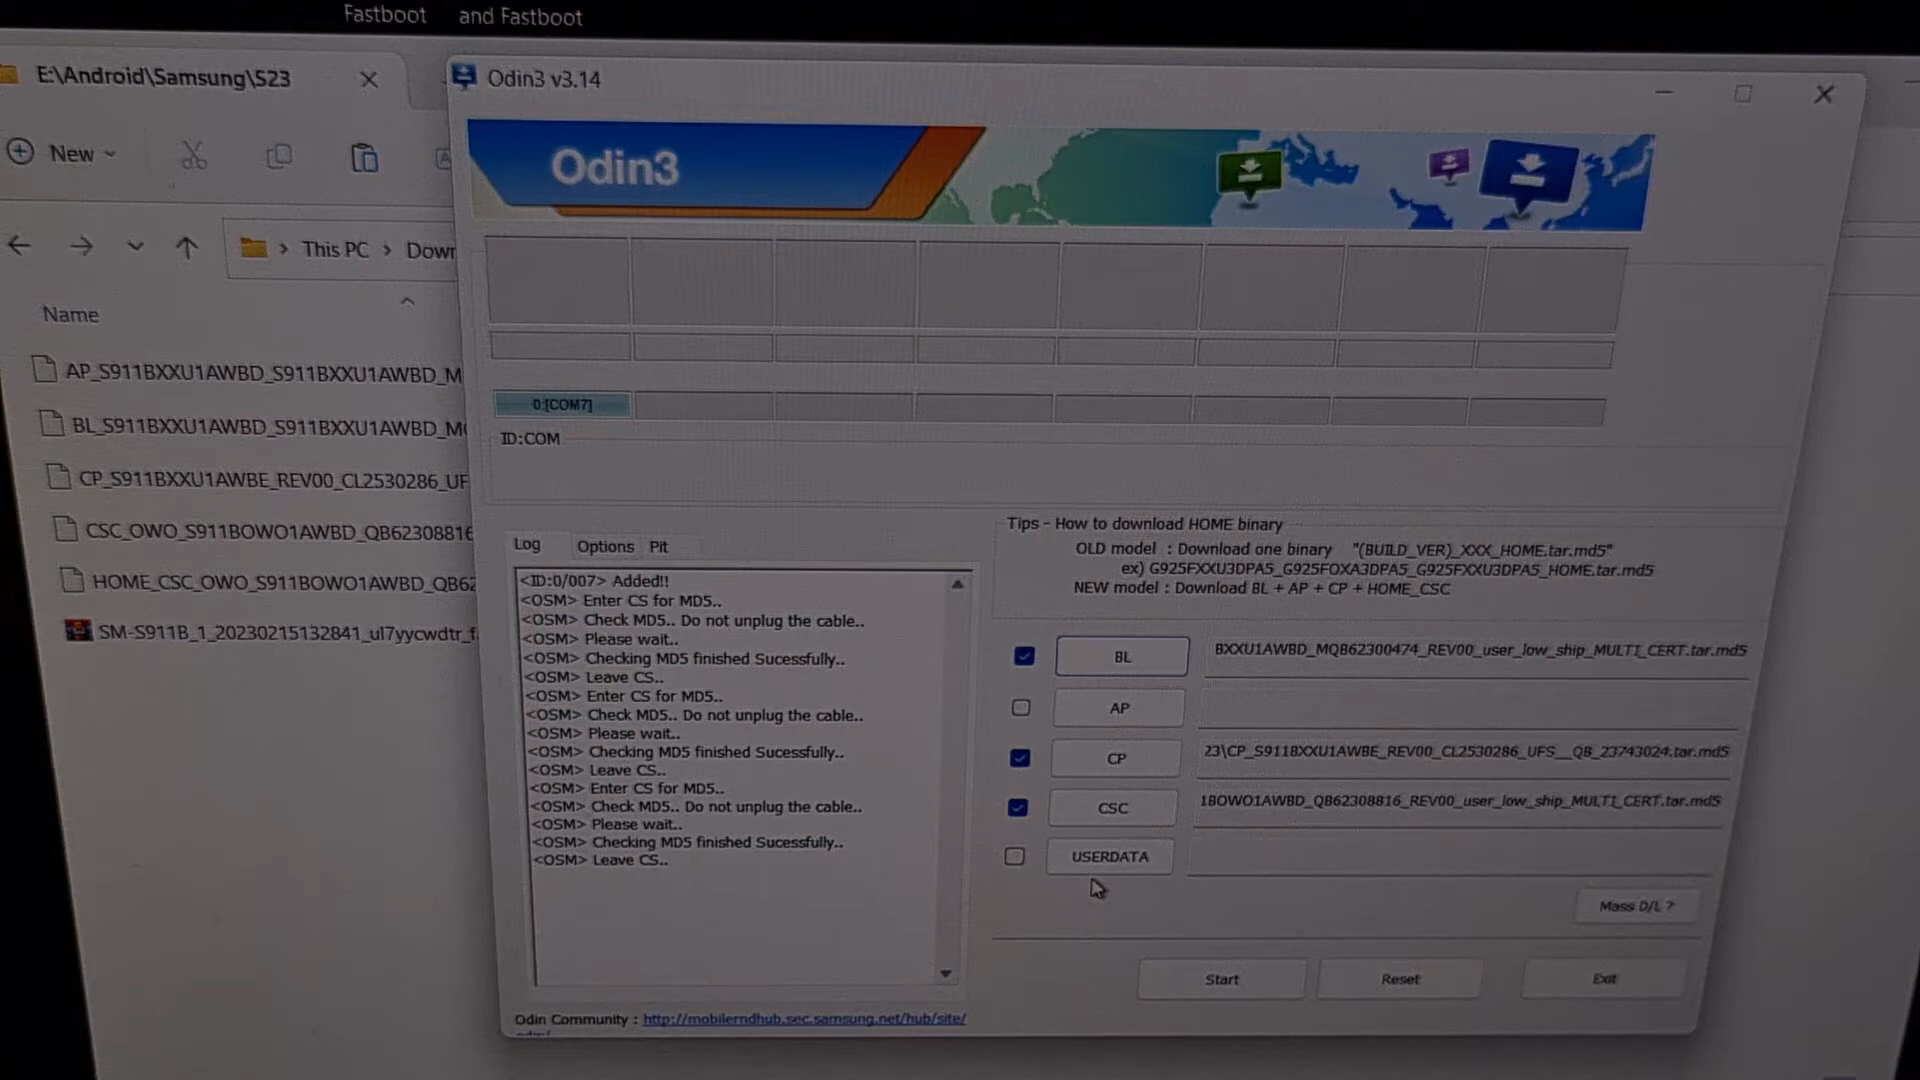 Fastboot and Fastboot
E:\Android\Samsung\S23
New
This PC > Down
Name
AP_S911BXXU1AWBD_S911BXXU1AWBD_M
BL_S911BXXU1AWBD_S911BXXU1AWBD_M
CP_S911BXXU1AWBE_REV00_CL2530286_UF
CSC_OWO_S911BOWO1AWBD_QB62308816
HOME_CSC_OWO_S911BOWO1AWBD_QB62
SM-S911B_1_20230215132841_ul7yycwdtr_f
Odin3 v3.14
Odin3
0:[COM7]
ID:COM
Log Options Pit
<ID:0/007> Added!!
<OSM> Enter CS for MD5..
<OSM> Check MD5.. Do not unplug the cable..
<OSM> Please wait..
<OSM> Checking MD5 finished Sucessfully..
<OSM> Leave CS..
<OSM> Enter CS for MD5..
<OSM> Check MD5.. Do not unplug the cable..
<OSM> Please wait..
<OSM> Checking MD5 finished Sucessfully..
<OSM> Leave CS..
<OSM> Enter CS for MD5..
<OSM> Check MD5.. Do not unplug the cable..
<OSM> Please wait..
<OSM> Checking MD5 finished Sucessfully..
<OSM> Leave CS..
Tips - How to download HOME binary
OLD model : Download one binary "(BUILD_VER)_XXX_HOME.tar.md5"
ex) G925FXXU3DPA5_G925FOXA3DPA5_G925FXXU3DPA5_HOME.tar.md5
NEW model : Download BL + AP + CP + HOME_CSC
BL BXXU1AWBD_MQB62300474_REV00_user_low_ship_MULTI_CERT.tar.md5
AP
CP 23\CP_S911BXXU1AWBE_REV00_CL2530286_UFS__QB_23743024.tar.md5
CSC 1BOWO1AWBD_QB62308816_REV00_user_low_ship_MULTI_CERT.tar.md5
USERDATA
Mass D/L ?
Start Reset Exit
Odin Community : http://mobilerndhub.sec.samsung.net/hub/site/